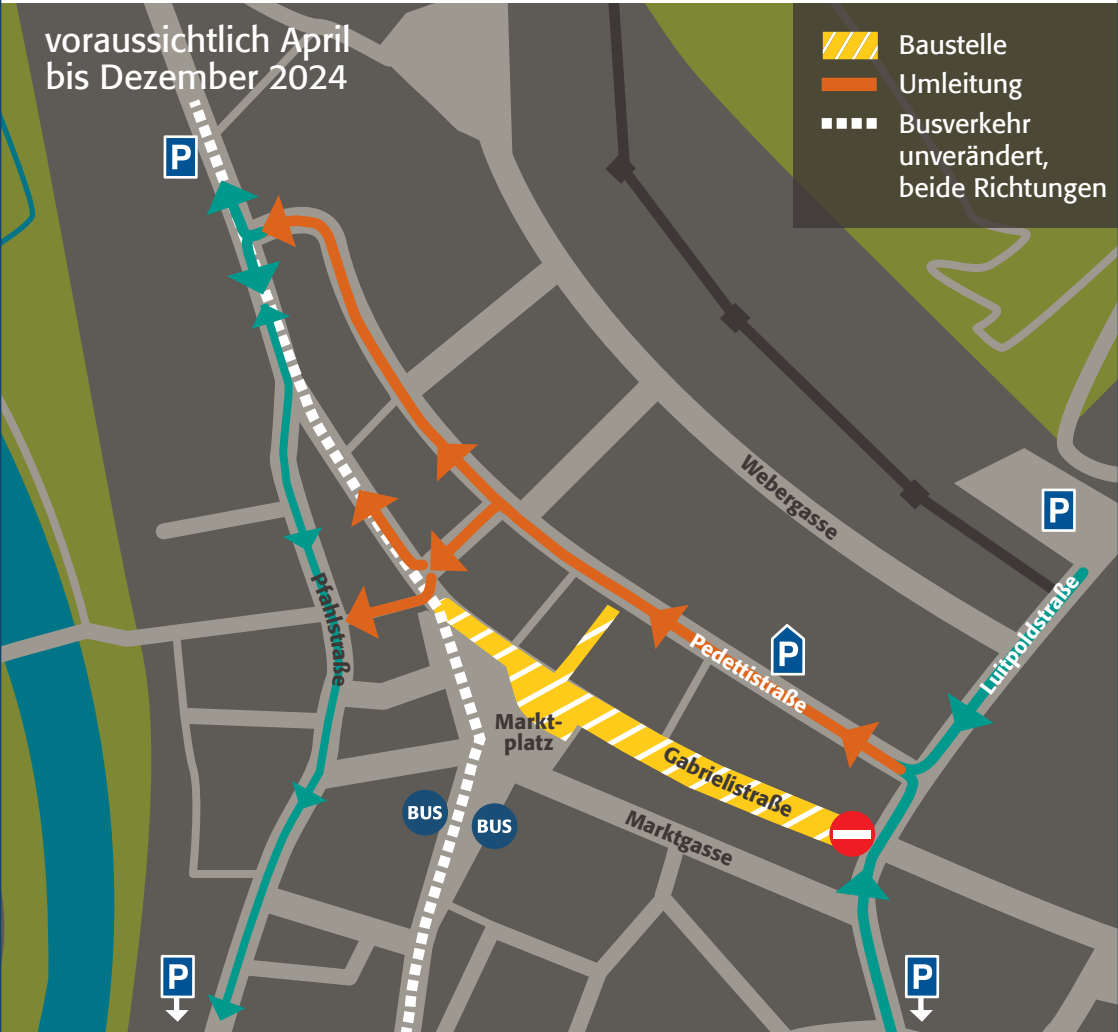 voraussichtlich April
bis Dezember 2024
Baustelle
Umleitung
Busverkehr
unverändert,
beide Richtungen
P
P
Webergasse
Pfahlstraße
Luitpoldstraße
P
Pedettistraße
Markt-
platz
Gabrielistraße
BUS
BUS
Marktgasse
P
P